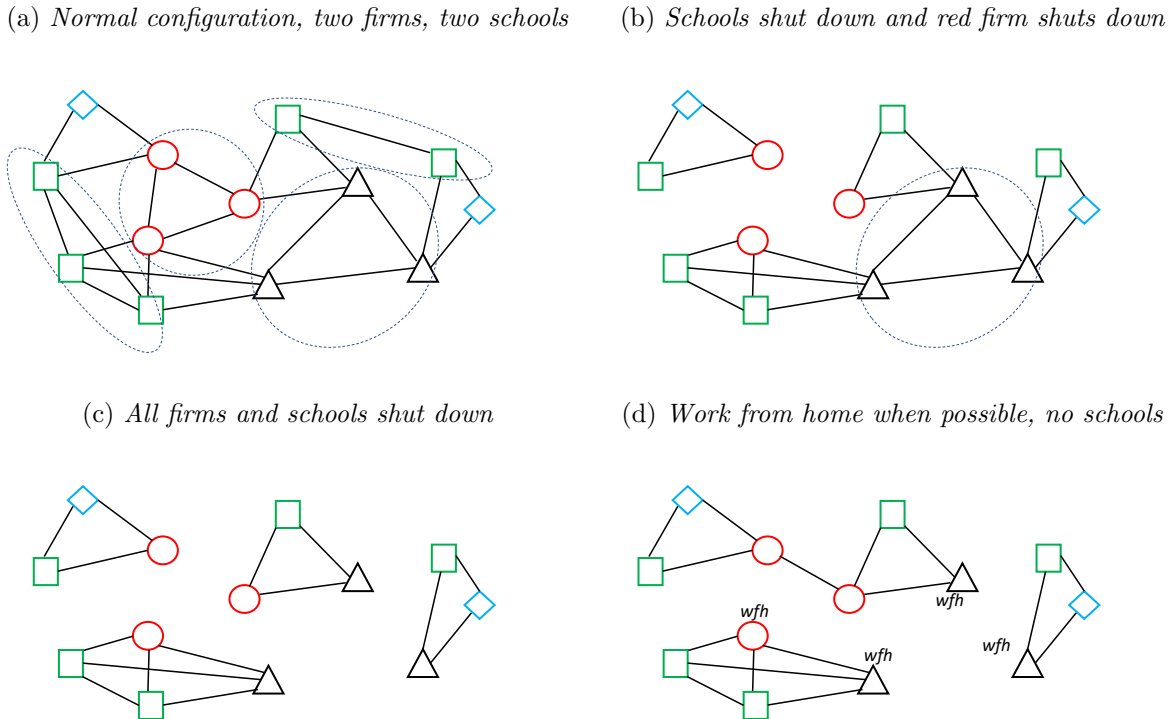 (a) Normal configuration, two firms, two schools
(b) Schools shut down and red firm shuts down
(c) All firms and schools shut down
(d) Work from home when possible, no schools
wfh
wfh
wfh
wfh